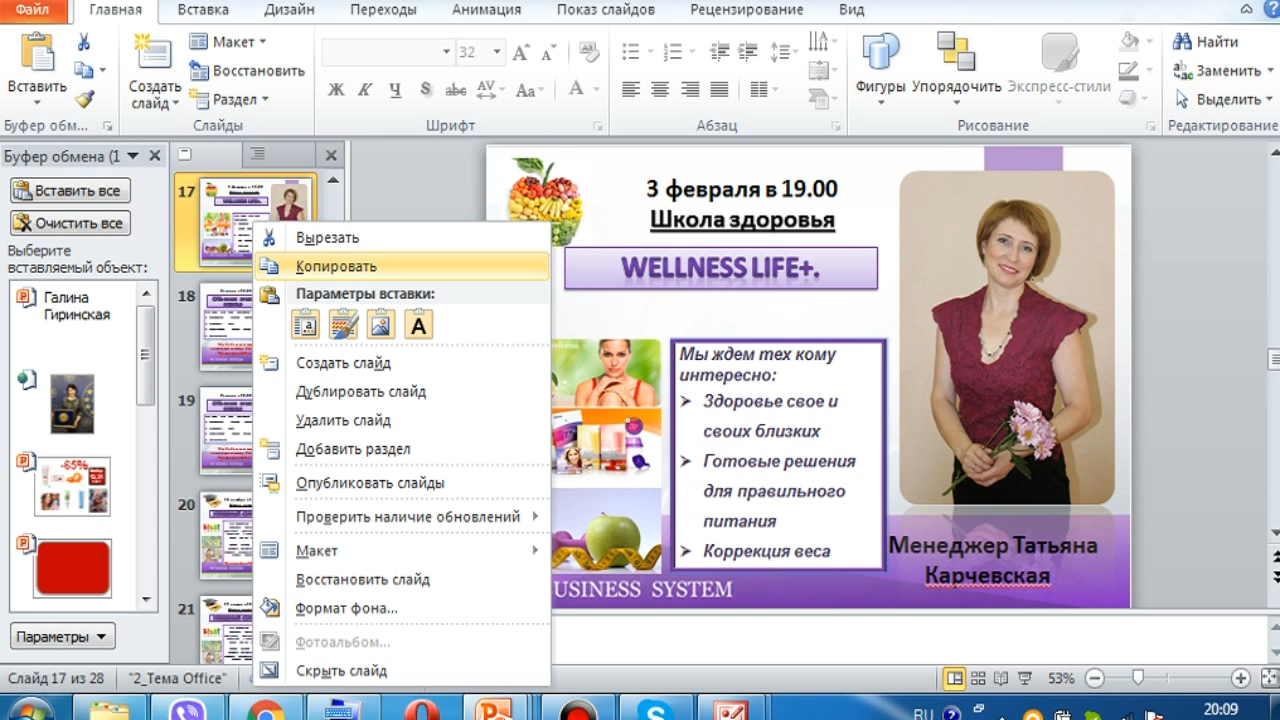 Файл Главная Вставка Дизайн Переходы Анимация Показ слайдов Рецензирование Вид
Вставить
Буфер обм...
Создать слайд
Макет
Восстановить
Раздел
Слайды
32
Ж К Ч S abc AV Aa А
Шрифт
Абзац
Фигуры Упорядочить Экспресс-стили
Рисование
Найти
Заменить
Выделить
Редактирование
Буфер обмена (1
Вставить все
Очистить все
Выберите
вставляемый объект:
Галина
Гиринская
-65%
Параметры
17
18
19
20
21
Вырезать
Копировать
Параметры вставки:
Создать слайд
Дублировать слайд
Удалить слайд
Добавить раздел
Опубликовать слайды
Проверить наличие обновлений
Макет
Восстановить слайд
Формат фона...
Фотоальбом...
Скрыть слайд
3 февраля в 19.00
Школа здоровья
WELLNESS LIFE+.
Мы ждем тех кому
интересно:
Здоровье свое и
своих близких
Готовые решения
для правильного
питания
Коррекция веса
Менеджер Татьяна
Карчевская
USINESS SYSTEM
Слайд 17 из 28 "2_Тема Office" 53%
RU 20:09